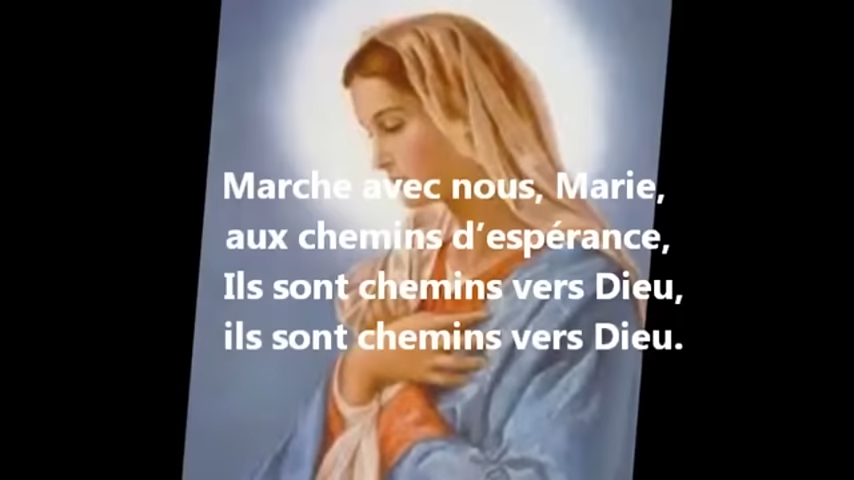 Marche avec nous, Marie,
aux chemins d’espérance,
Ils sont chemins vers Dieu,
ils sont chemins vers Dieu.